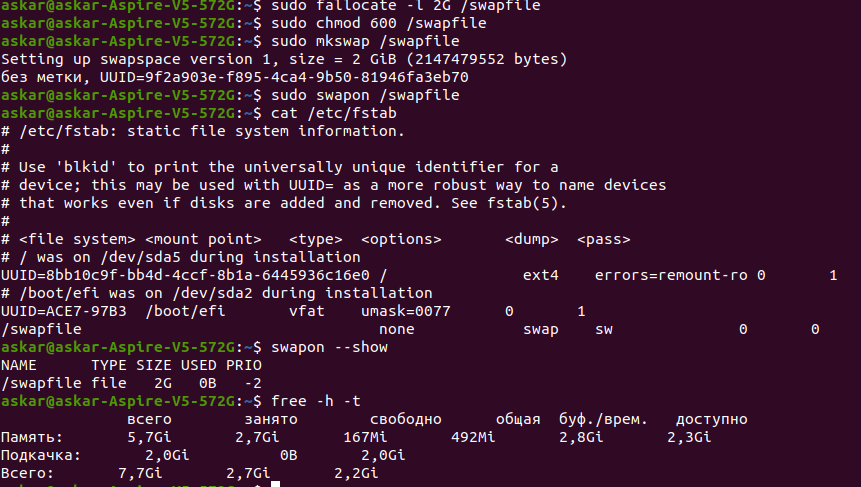 askar@askar-Aspire-V5-572G:~$ sudo fallocate -l 2G /swapfile
askar@askar-Aspire-V5-572G:~$ sudo chmod 600 /swapfile
askar@askar-Aspire-V5-572G:~$ sudo mkswap /swapfile
Setting up swapspace version 1, size = 2 GiB (2147479552 bytes)
без метки, UUID=9f2a903e-f895-4ca4-9b50-81946fa3eb70
askar@askar-Aspire-V5-572G:~$ sudo swapon /swapfile
askar@askar-Aspire-V5-572G:~$ cat /etc/fstab
# /etc/fstab: static file system information.
#
# Use 'blkid' to print the universally unique identifier for a
# device; this may be used with UUID= as a more robust way to name devices
# that works even if disks are added and removed. See fstab(5).
#
# <file system> <mount point>   <type>  <options>       <dump>  <pass>
# / was on /dev/sda5 during installation
UUID=8bb10c9f-bb4d-4ccf-8b1a-6445936c16e0 /               ext4    errors=remount-ro 0       1
# /boot/efi was on /dev/sda2 during installation
UUID=ACE7-97B3  /boot/efi       vfat    umask=0077      0       1
/swapfile                                 none            swap    sw              0       0
askar@askar-Aspire-V5-572G:~$ swapon --show
NAME      TYPE SIZE USED PRIO
/swapfile file   2G   0B   -2
askar@askar-Aspire-V5-572G:~$ free -h -t
              всего        занято        свободно      общая  буф./врем.   доступно
Память:       5,7Gi       2,7Gi       167Mi       492Mi       2,8Gi       2,3Gi
Подкачка:       2,0Gi          0B       2,0Gi
Всего:       7,7Gi       2,7Gi       2,2Gi
askar@askar-Aspire-V5-572G:~$